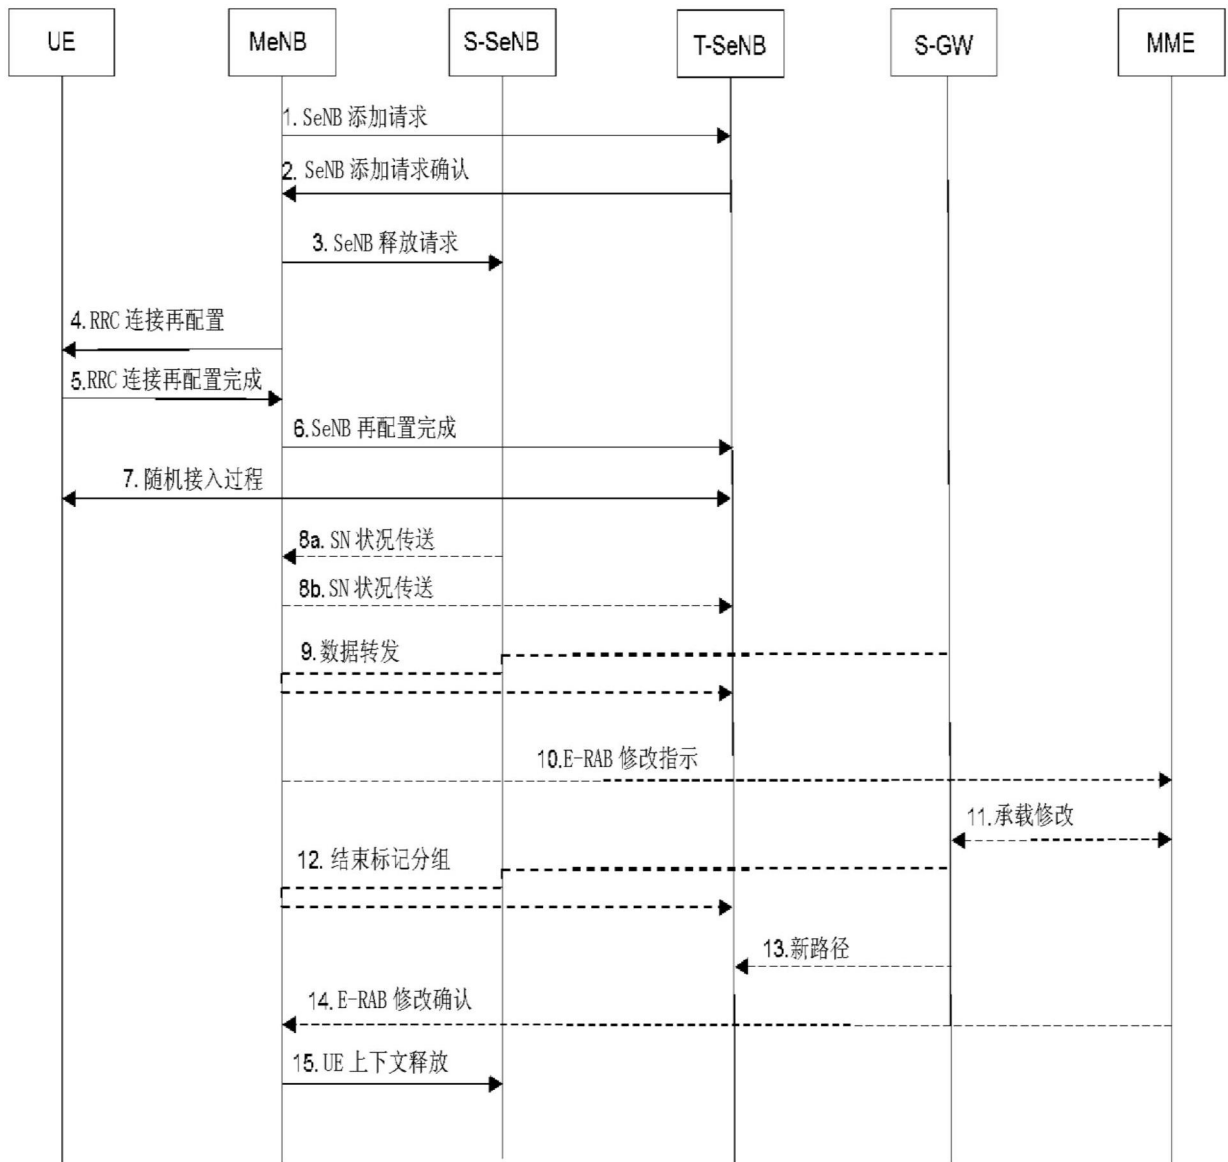 UE
MeNB
S-SeNB
T-SeNB
S-GW
MME
1. SeNB 添加请求
2. SeNB 添加请求确认
3. SeNB 释放请求
4.RRC 连接再配置
5.RRC 连接再配置完成
6.SeNB 再配置完成
7. 随机接入过程
8a. SN 状况传送
8b. SN 状况传送
9.数据转发
10.E-RAB 修改指示
11.承载修改
12. 结束标记分组
13.新路径
14.E-RAB 修改确认
15.UE 上下文释放